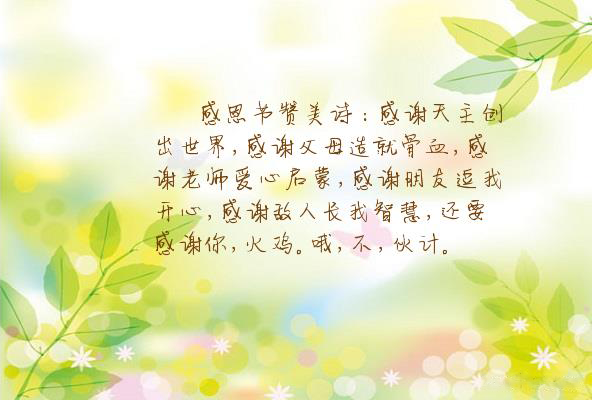 感恩节赞美诗：感谢天主创
出世界，感谢父母造就骨血，感
谢老师爱心启蒙，感谢朋友逗我
开心，感谢敌人长我智慧，还要
感谢你，火鸡。哦，不，伙计。